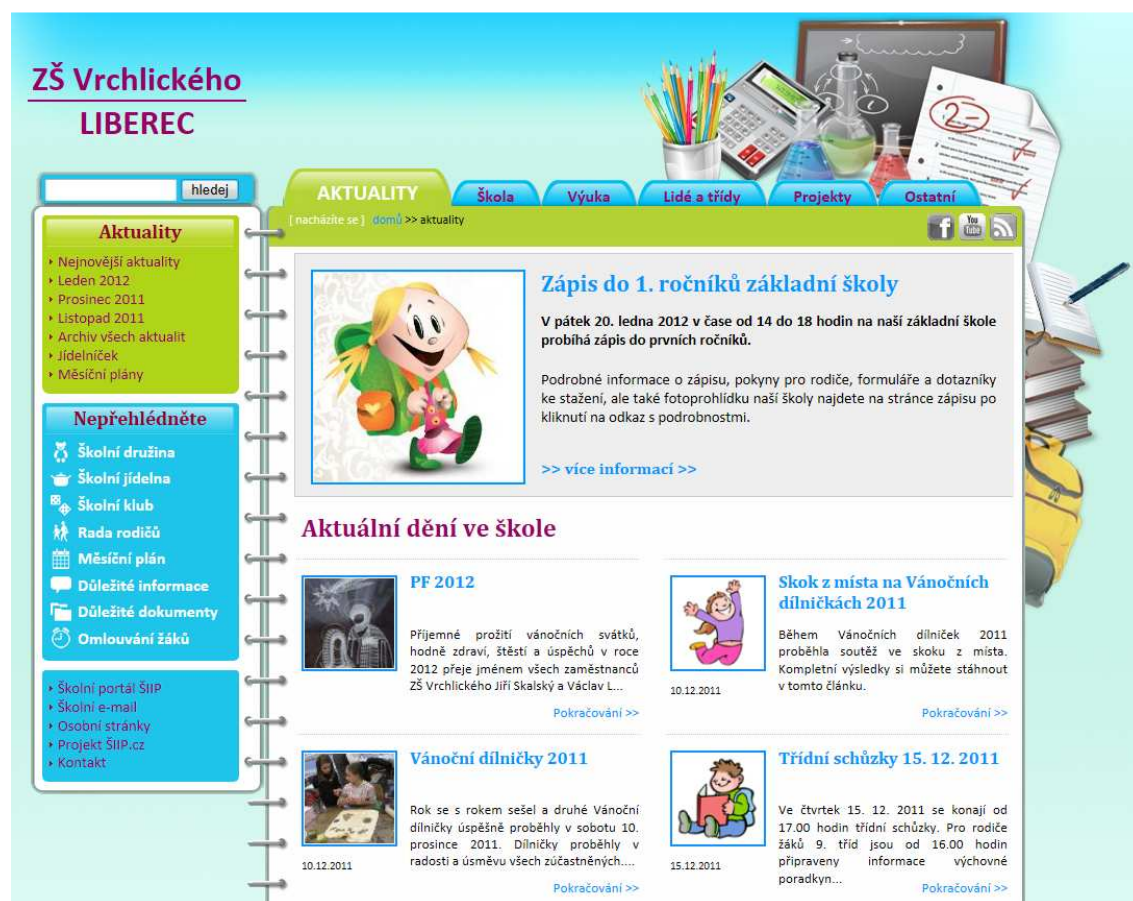 ZŠ Vrchlického
LIBEREC
hledej
AKTUALITY
Škola
Výuka
Lidé a třídy
Projekty
Ostatní
[ nacházíte se ] domů >> aktuality
You
Tube
2-
Aktuality
Nejnovější aktuality
Leden 2012
Prosinec 2011
Listopad 2011
Archiv všech aktualit
Jídelníček
Měsíční plány
Nepřehlédněte
Školní družina
Školní jídelna
Školní klub
Rada rodičů
Měsíční plán
Důležité informace
Důležité dokumenty
Omlouvání žáků
Školní portál ŠIIP
Školní e-mail
Osobní stránky
Projekt ŠIIP.cz
Kontakt
Zápis do 1. ročníků základní školy
V pátek 20. ledna 2012 v čase od 14 do 18 hodin na naší základní škole
probíhá zápis do prvních ročníků.
Podrobné informace o zápisu, pokyny pro rodiče, formuláře a dotazníky
ke stažení, ale také fotoprohlídku naší školy najdete na stránce zápisu po
kliknutí na odkaz s podrobnostmi.
>> více informací >>
Aktuální dění ve škole
PF 2012
Příjemné prožití vánočních svátků,
hodně zdraví, štěstí a úspěchů v roce
2012 přeje jménem všech zaměstnanců
ZŠ Vrchlického Jiří Skalský a Václav L...
Pokračování >>
Skok z místa na Vánočních
dílničkách 2011
Během Vánočních dílniček 2011
proběhla soutěž ve skoku z místa.
Kompletní výsledky si můžete stáhnout
v tomto článku.
10.12.2011
Pokračování >>
Vánoční dílničky 2011
Rok se s rokem sešel a druhé Vánoční
dílničky úspěšně proběhly v sobotu 10.
prosince 2011. Dílničky proběhly v
radosti a úsměvu všech zúčastněných....
10.12.2011
Pokračování >>
Třídní schůzky 15. 12. 2011
Ve čtvrtek 15. 12. 2011 se konají od
17.00 hodin třídní schůzky. Pro rodiče
žáků 9. tříd jsou od 16.00 hodin
připraveny informace výchovné
poradkyn...
15.12.2011
Pokračování >>